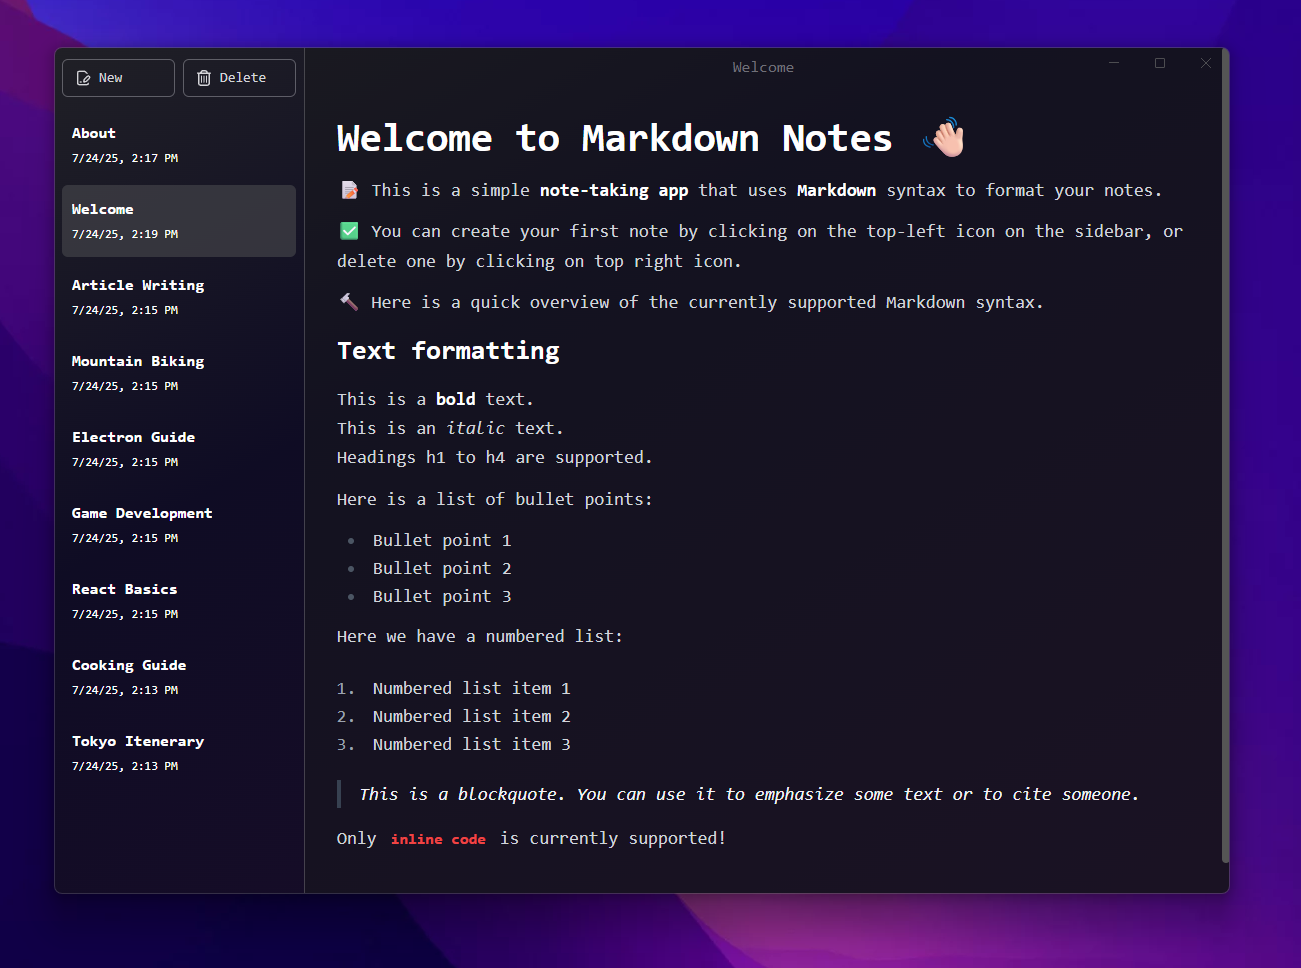 New
Delete
About
7/24/25, 2:17 PM
Welcome
7/24/25, 2:19 PM
Article Writing
7/24/25, 2:15 PM
Mountain Biking
7/24/25, 2:15 PM
Electron Guide
7/24/25, 2:15 PM
Game Development
7/24/25, 2:15 PM
React Basics
7/24/25, 2:15 PM
Cooking Guide
7/24/25, 2:13 PM
Tokyo Itenerary
7/24/25, 2:13 PM
Welcome
Welcome to Markdown Notes 👋🏻
📝 This is a simple note-taking app that uses Markdown syntax to format your notes.
✅ You can create your first note by clicking on the top-left icon on the sidebar, or
delete one by clicking on top right icon.
🔨 Here is a quick overview of the currently supported Markdown syntax.
Text formatting
This is a bold text.
This is an italic text.
Headings h1 to h4 are supported.
Here is a list of bullet points:
• Bullet point 1
• Bullet point 2
• Bullet point 3
Here we have a numbered list:
1. Numbered list item 1
2. Numbered list item 2
3. Numbered list item 3
This is a blockquote. You can use it to emphasize some text or to cite someone.
Only inline code is currently supported!